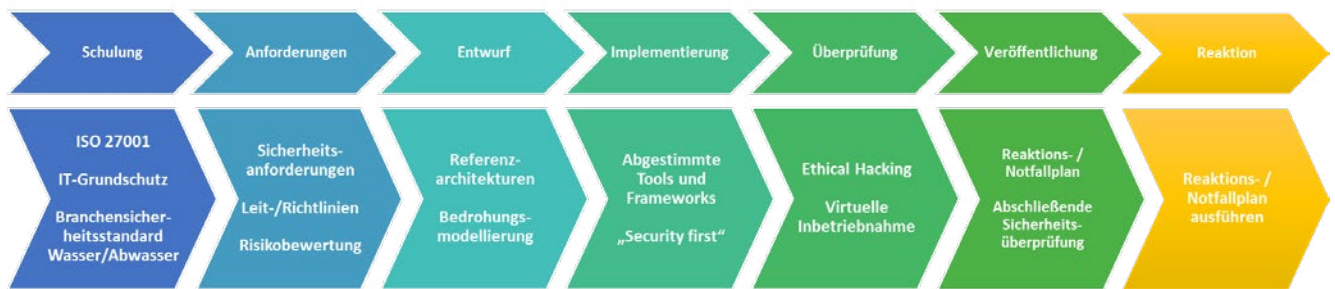 Schulung
Anforderungen
Entwurf
Implementierung
Überprüfung
Veröffentlichung
Reaktion
ISO 27001
IT-Grundschutz
Branchensicher-
heitsstandard
Wasser/Abwasser
Sicherheits-
anforderungen
Leit-/Richtlinien
Risikobewertung
Referenz-
architekturen
Bedrohungs-
modellierung
Abgestimmte
Tools und
Frameworks
„Security first“
Ethical Hacking
Virtuelle
Inbetriebnahme
Reaktions- /
Notfallplan
Abschließende
Sicherheits-
überprüfung
Reaktions- /
Notfallplan
ausführen